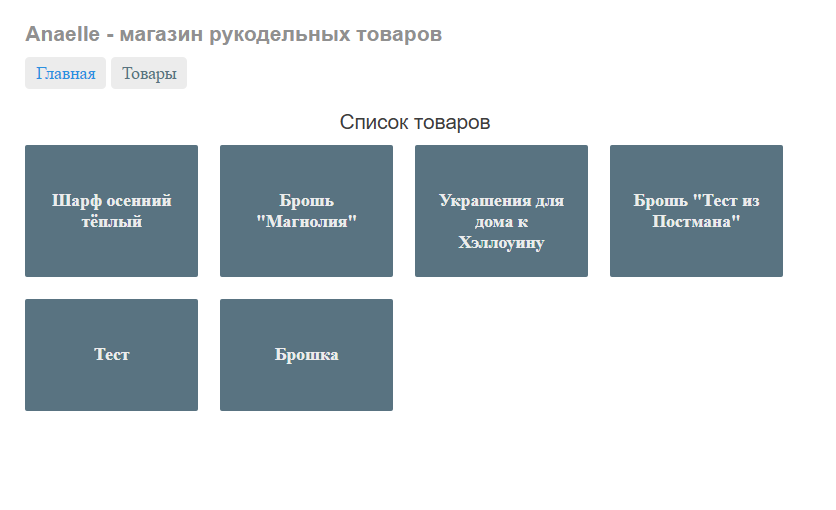 Anaelle - магазин рукодельных товаров
Главная Товары
Список товаров
Шарф осенний
тёплый
Брошь
"Магнолия"
Украшения для
дома к
Хэллоуину
Брошь "Тест из
Постмана"
Тест
Брошка